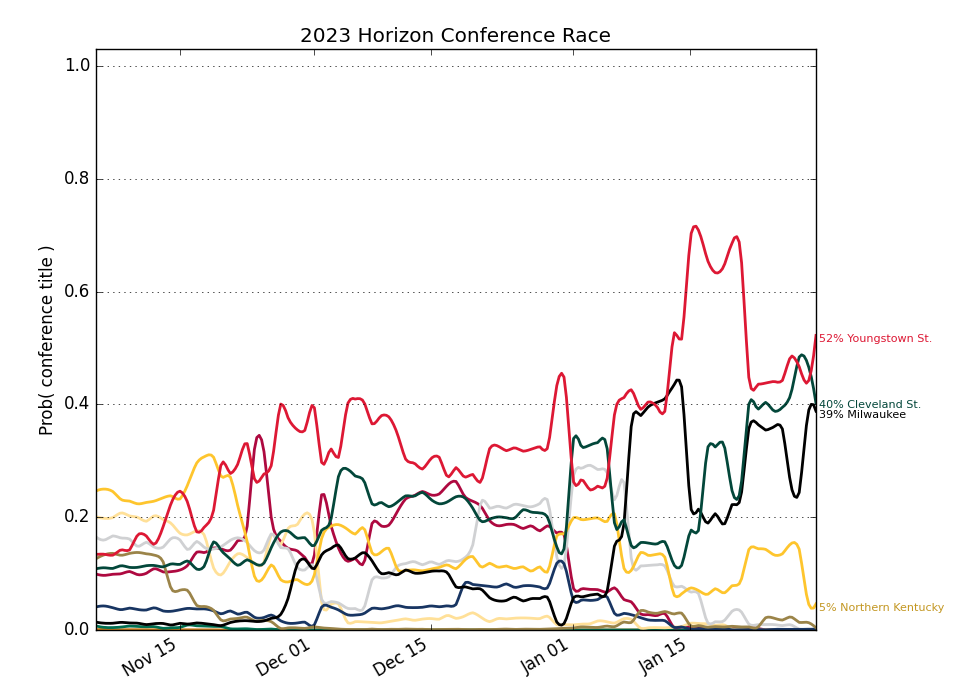 2023 Horizon Conference Race
Prob( conference title )
1.0
0.8
0.6
0.4
0.2
0.0
52% Youngstown St.
40% Cleveland St.
39% Milwaukee
5% Northern Kentucky
Nov 15
Dec 01
Dec 15
Jan 01
Jan 15